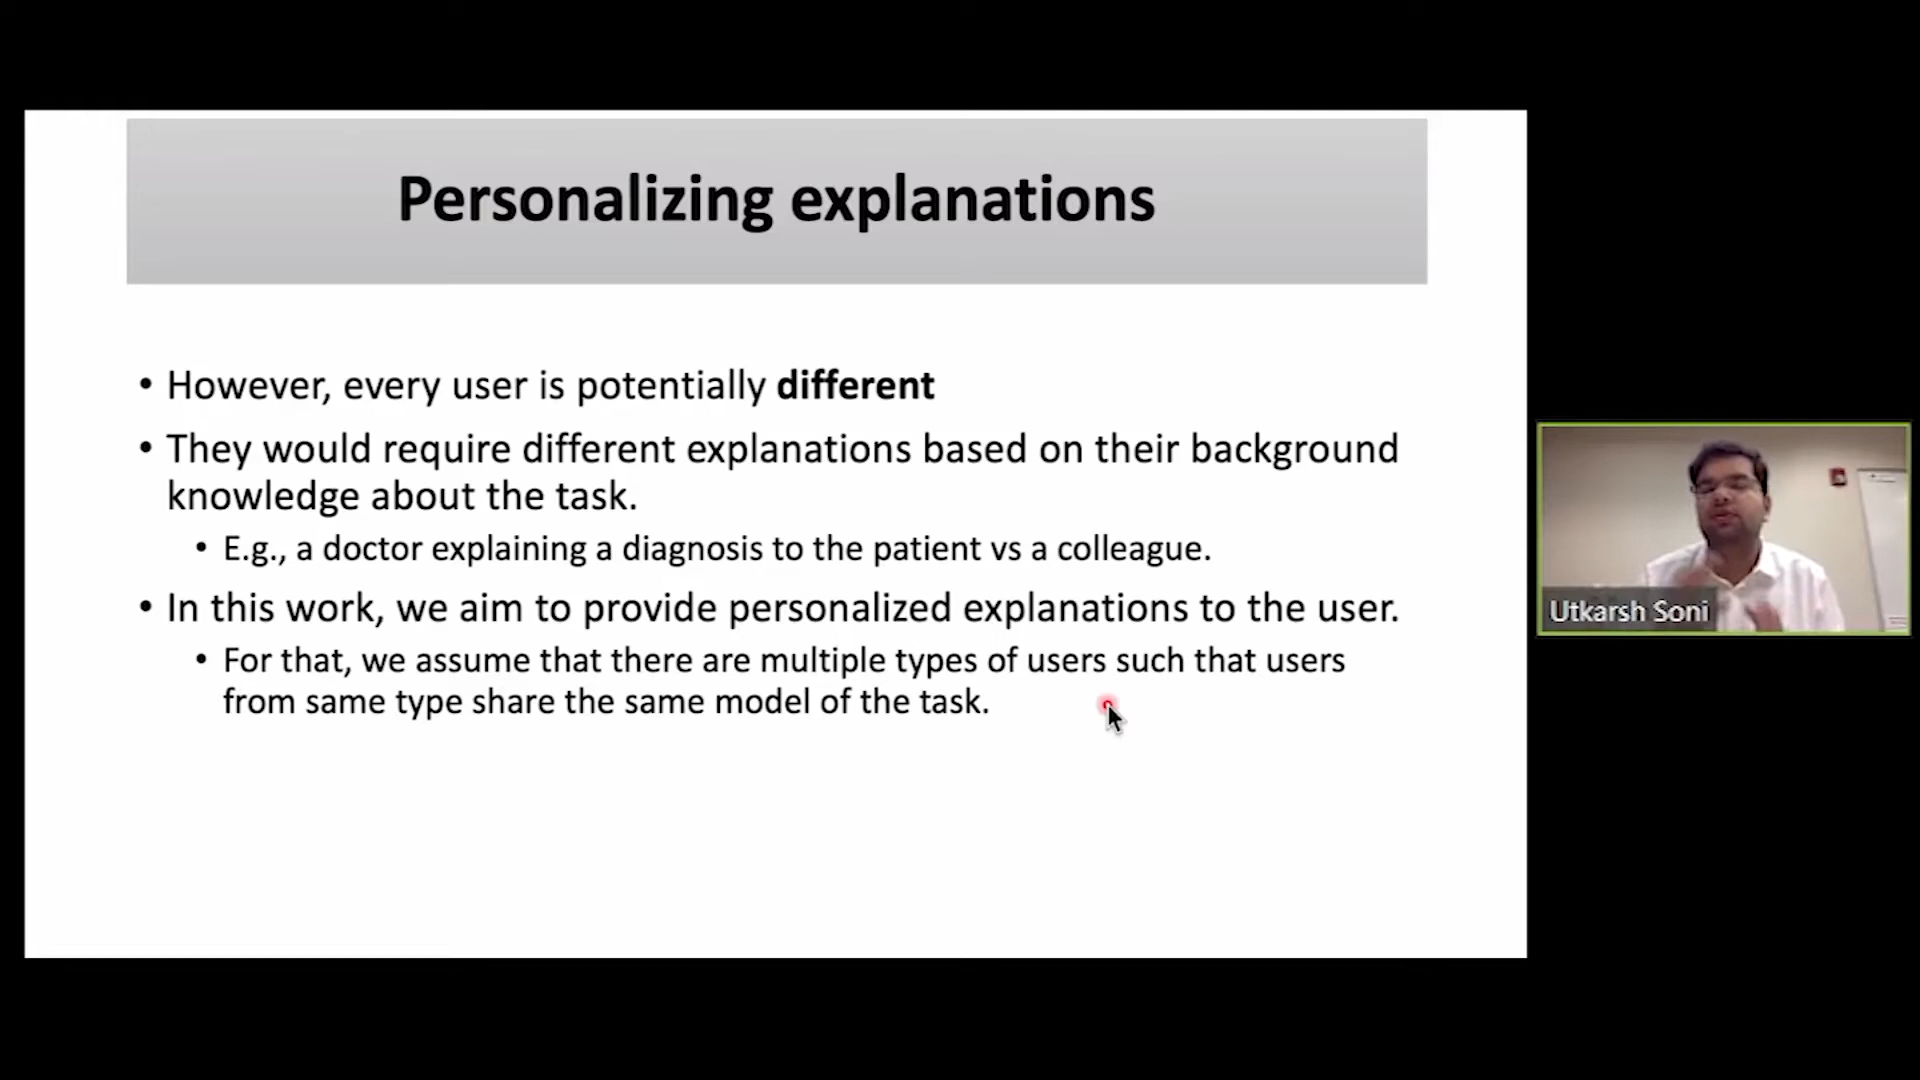 Personalizing explanations
• However, every user is potentially different
• They would require different explanations based on their background
knowledge about the task.
• E.g., a doctor explaining a diagnosis to the patient vs a colleague.
• In this work, we aim to provide personalized explanations to the user.
• For that, we assume that there are multiple types of users such that users
from same type share the same model of the task.
Utkarsh Soni